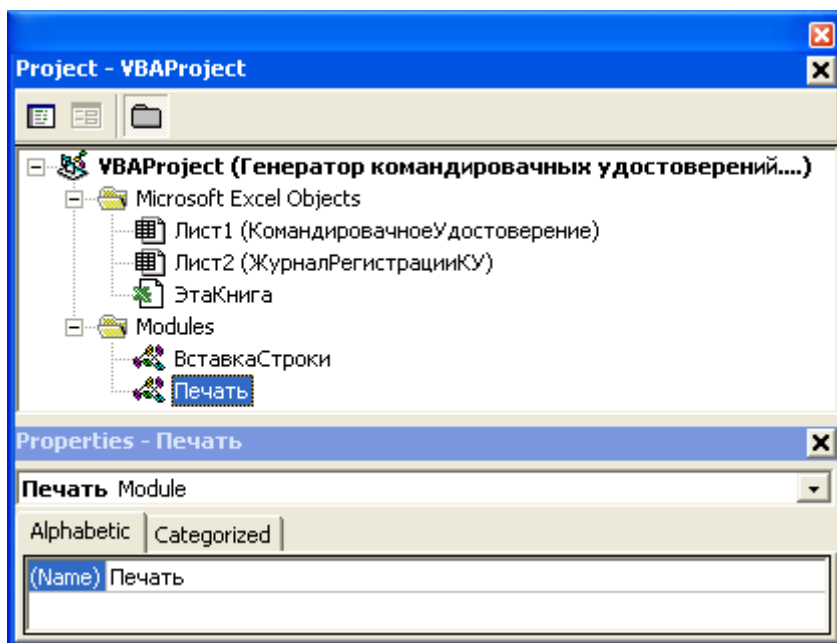 Project - VBAProject
VBAProject (Генератор командировачных удостоверений....)
Microsoft Excel Objects
Лист1 (КомандировачноеУдостоверение)
Лист2 (ЖурналРегистрацииКУ)
ЭтаКнига
Modules
ВставкаСтроки
Печать
Properties - Печать
Печать Module
Alphabetic Categorized
(Name) Печать